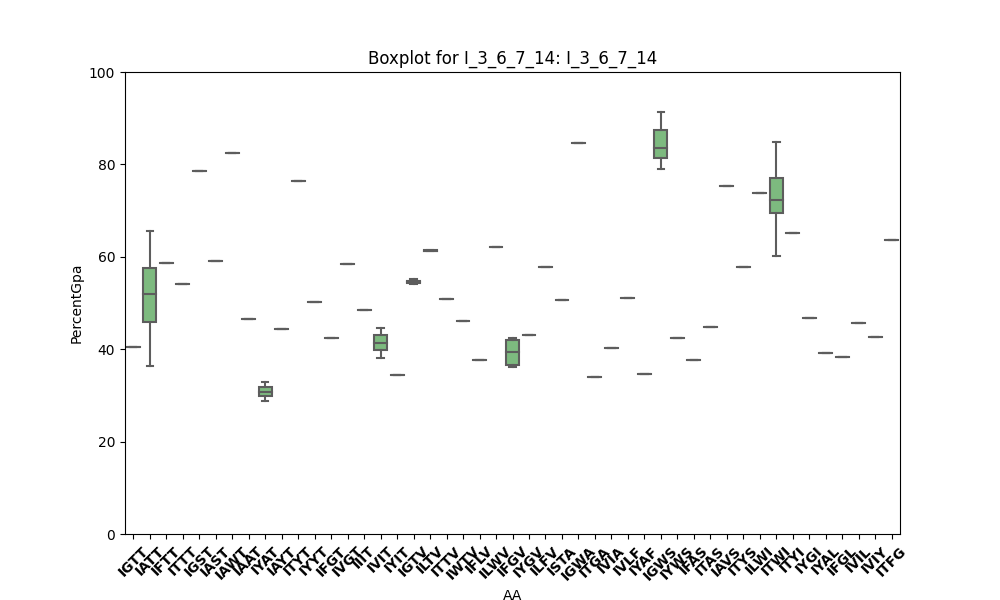 Boxplot for I_3_6_7_14: I_3_6_7_14
PercentGpa
100
80
60
40
20
0
IGTT
IATT
IFTT
ITTT
IGST
IAST
IAWT
IAAT
IYAT
IAYT
ITYT
IYYT
IFGT
IVGT
IIIT
IVIT
IYIT
IGTV
ILTV
ITTV
IWTV
IFLV
ILWV
IFGV
IYGV
ILFV
ISTA
IGWA
ITGA
IVIA
IVLF
IYAF
IGWS
IYWS
IFAS
ITAS
IAVS
ITYS
ILWI
ITWI
ITYI
IYGI
IYAL
IFGL
IVIL
IVIY
ITFG
AA